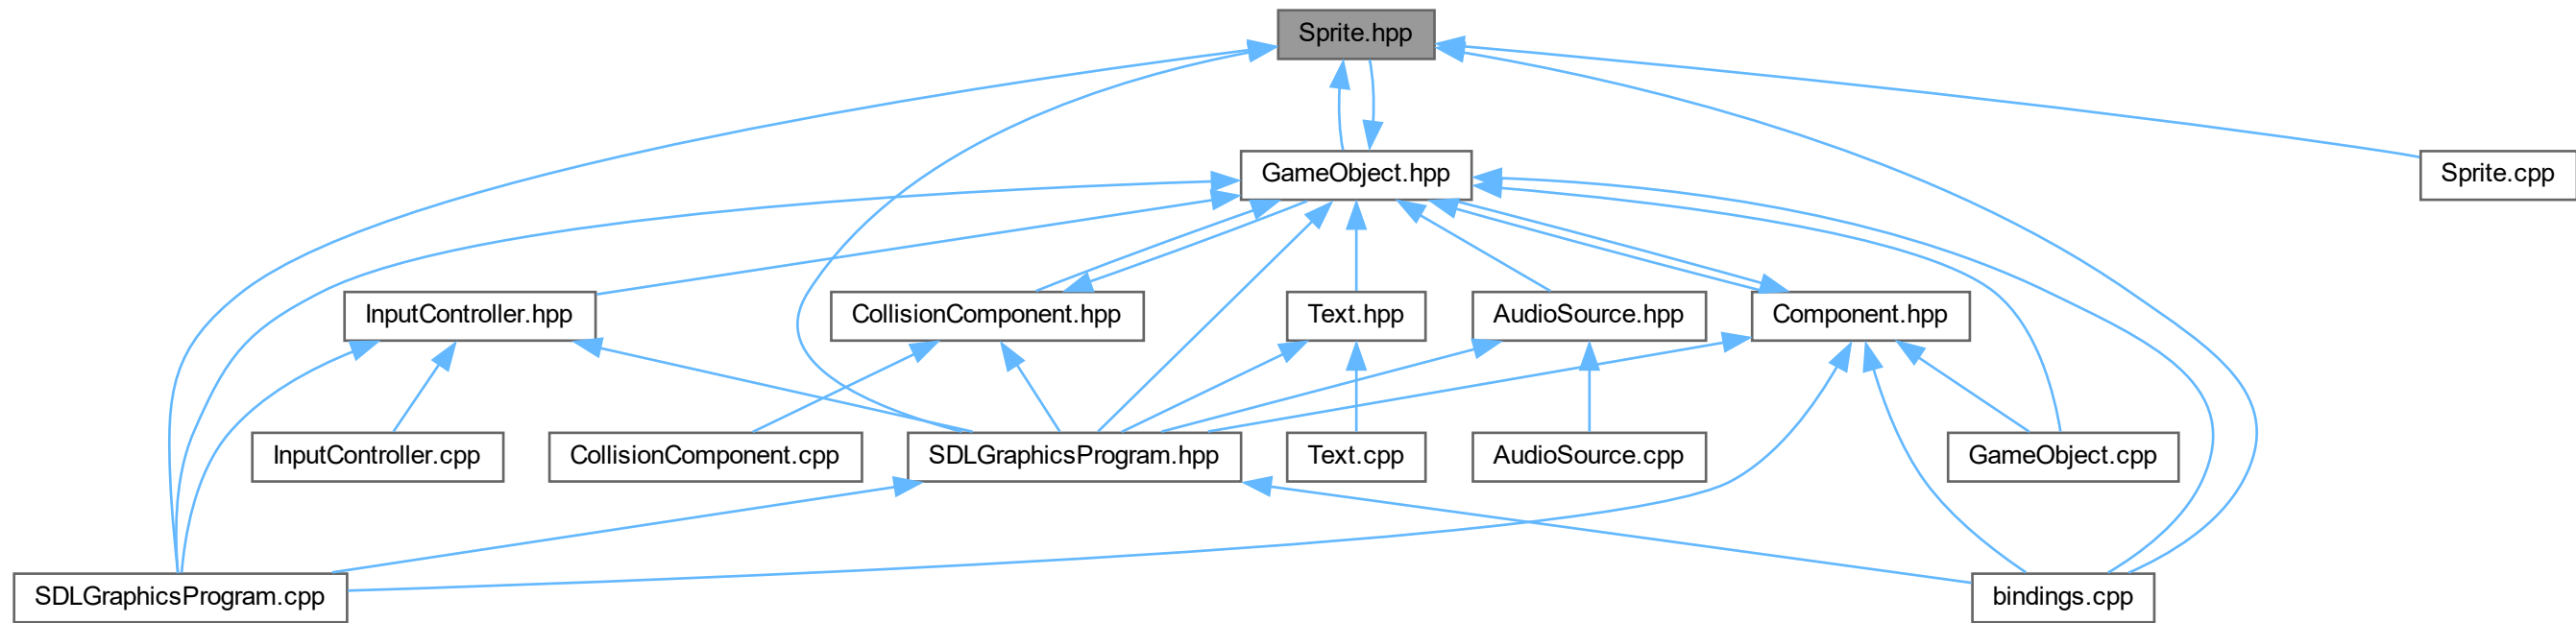 Sprite.hpp
GameObject.hpp
Sprite.cpp
InputController.hpp
CollisionComponent.hpp
Text.hpp
AudioSource.hpp
Component.hpp
InputController.cpp
CollisionComponent.cpp
SDLGraphicsProgram.hpp
Text.cpp
AudioSource.cpp
GameObject.cpp
SDLGraphicsProgram.cpp
bindings.cpp